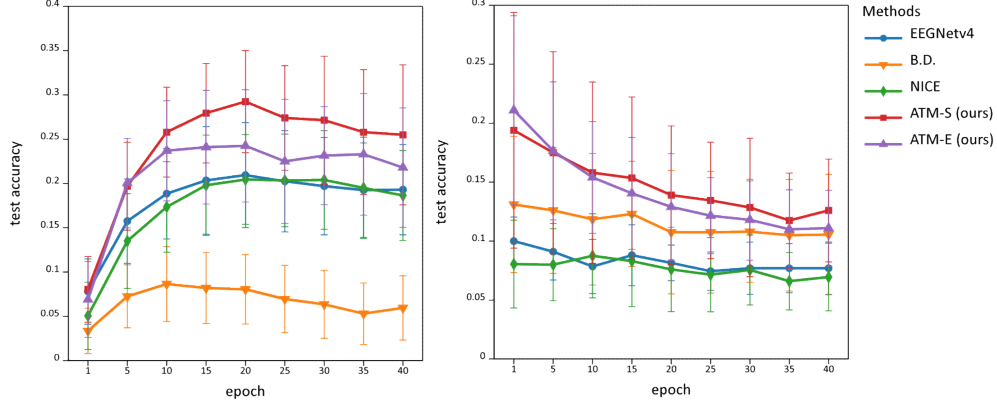 0.4
0.35
0.3
0.25
0.2
0.15
0.1
0.05
0
test accuracy
1 5 10 15 20 25 30 35 40
epoch
0.3
0.25
0.2
0.15
0.1
0.05
0
test accuracy
1 5 10 15 20 25 30 35 40
epoch
Methods
EEGNetv4
B.D.
NICE
ATM-S (ours)
ATM-E (ours)